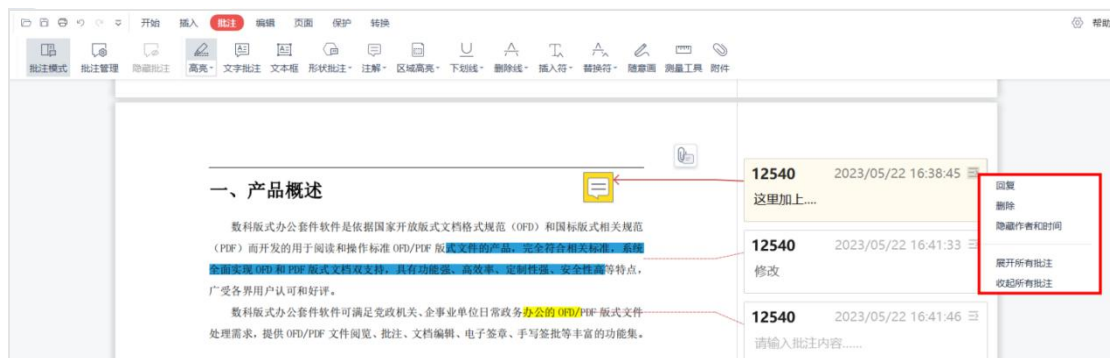 开始 插入 批注 编辑 页面 保护 转换 帮助
批注模式 批注管理 隐藏批注 高亮 文字批注 文本框 形状批注 注解 区域高亮 下划线 删除线 插入符 替换符 随意画 测量工具 附件
12540 2023/05/22 16:38:45
这里加上....
回复
删除
隐藏作者和时间
展开所有批注
收起所有批注
一、产品概述
数科版式办公套件软件是依据国家开放版式文档格式规范（OFD）和国际版式相关规范
（PDF）而开发的用于阅读和操作标准 OFD/PDF 版式文件的产品，完全符合相关标准，系统
全面实现 OFD 和 PDF 版式文档双支持，具有功能强、高效率、定制性强、安全性高等特点，
广受各界用户认可和好评。
12540 2023/05/22 16:41:33
修改
数科版式办公套件软件可满足党政机关、企事业单位日常政务办公的 OFD/PDF 版式文件
处理需求，提供 OFD/PDF 文件阅览、批注、文档编辑、电子签章、手写签批等丰富的功能集。
12540 2023/05/22 16:41:46
请输入批注内容......